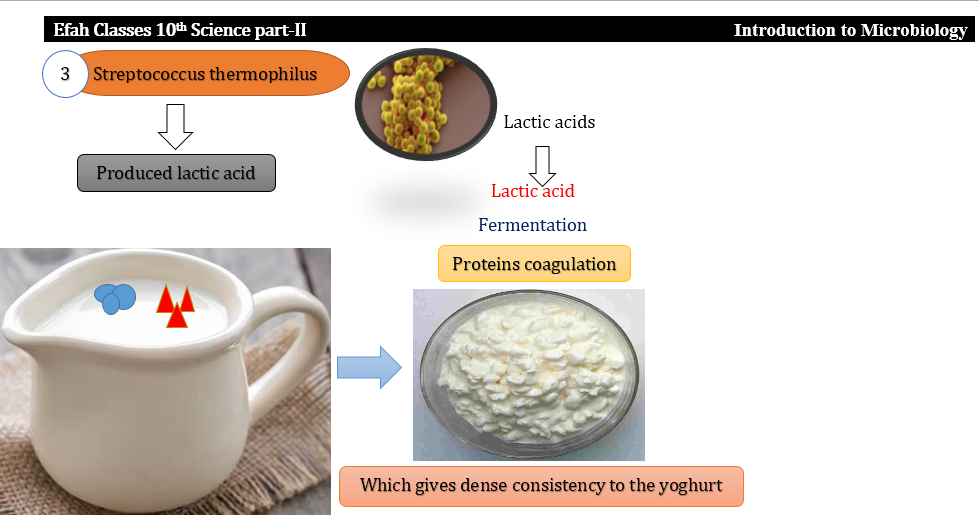 Efah Classes 10th Science part-II
Introduction to Microbiology
3
Streptococcus thermophilus
Produced lactic acid
Lactic acids
Lactic acid
Fermentation
Proteins coagulation
Which gives dense consistency to the yoghurt